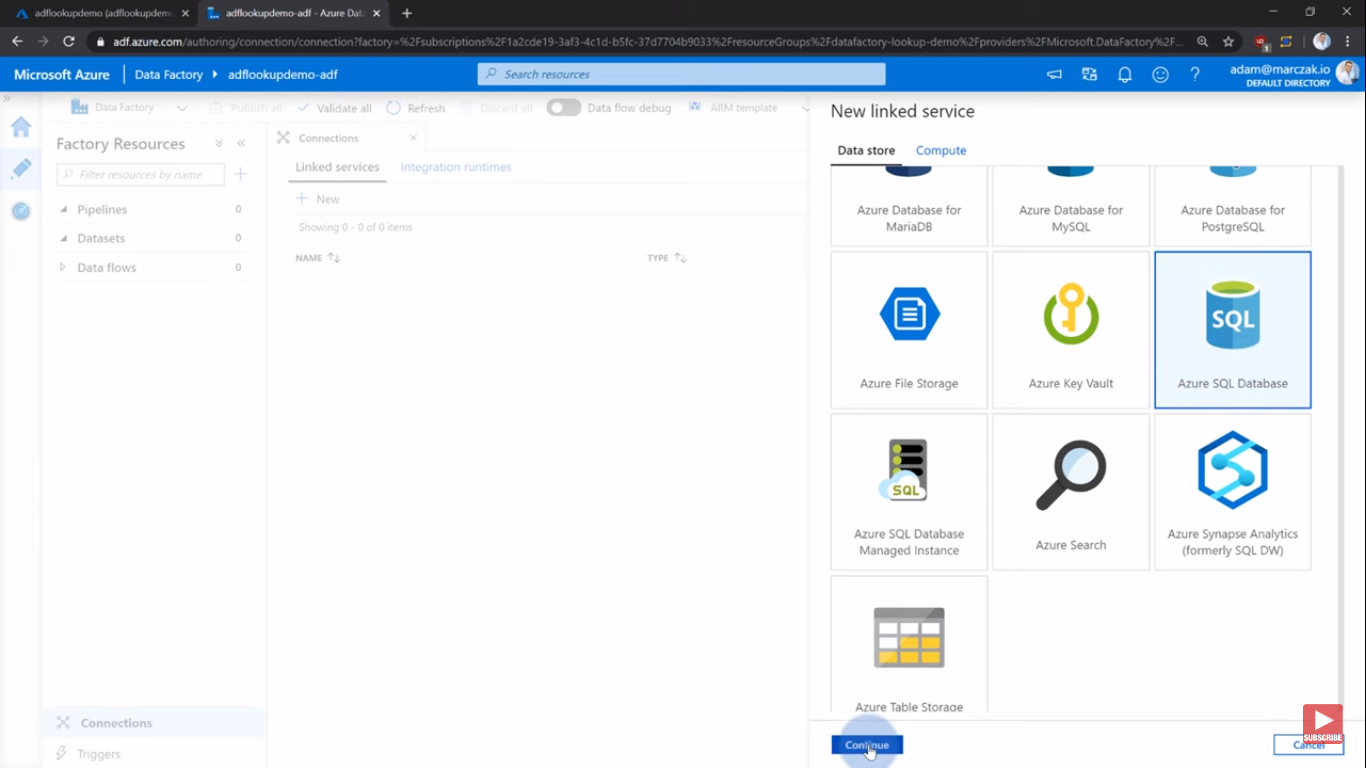 adflookupdemo (adflookupdem
adflookupdemo-adf - Azure Data
adf.azure.com/authoring/connection/connection?factory=%2Fsubscriptions%2F1a2cde19-3af3-4c1d-b5fc-37d7704b9033%2FresourceGroups%2Fdatafactory-lookup-demo%2Fproviders%2FMicrosoft.DataFactory%2F...
Microsoft Azure
Data Factory
adflookupdemo-adf
Search resources
adam@marczak.io
DEFAULT DIRECTORY
Data Factory
Publish all
Validate all
Refresh
Discard all
Data flow debug
ARM template
Factory Resources
Filter resources by name
Pipelines 0
Datasets 0
Data flows 0
Connections
Triggers
Connections
Linked services
Integration runtimes
New
Showing 0 - 0 of 0 items
NAME
TYPE
New linked service
Data store
Compute
Azure Database for
MariaDB
Azure Database for
MySQL
Azure Database for
PostgreSQL
Azure File Storage
Azure Key Vault
SQL
Azure SQL Database
SQL
Azure SQL Database
Managed Instance
Azure Search
Azure Synapse Analytics
(formerly SQL DW)
Azure Table Storage
Continue
Cancel
SUBSCRIBE